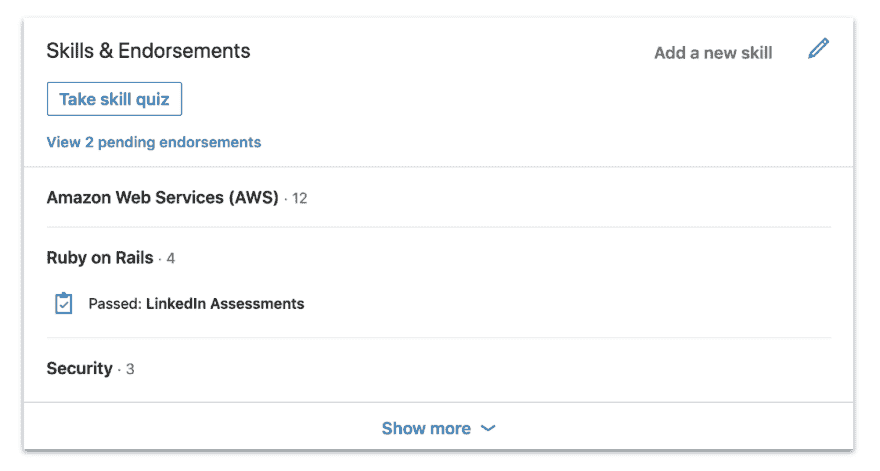 Skills & Endorsements
Add a new skill
Take skill quiz
View 2 pending endorsements
Amazon Web Services (AWS) · 12
Ruby on Rails · 4
Passed: LinkedIn Assessments
Security · 3
Show more